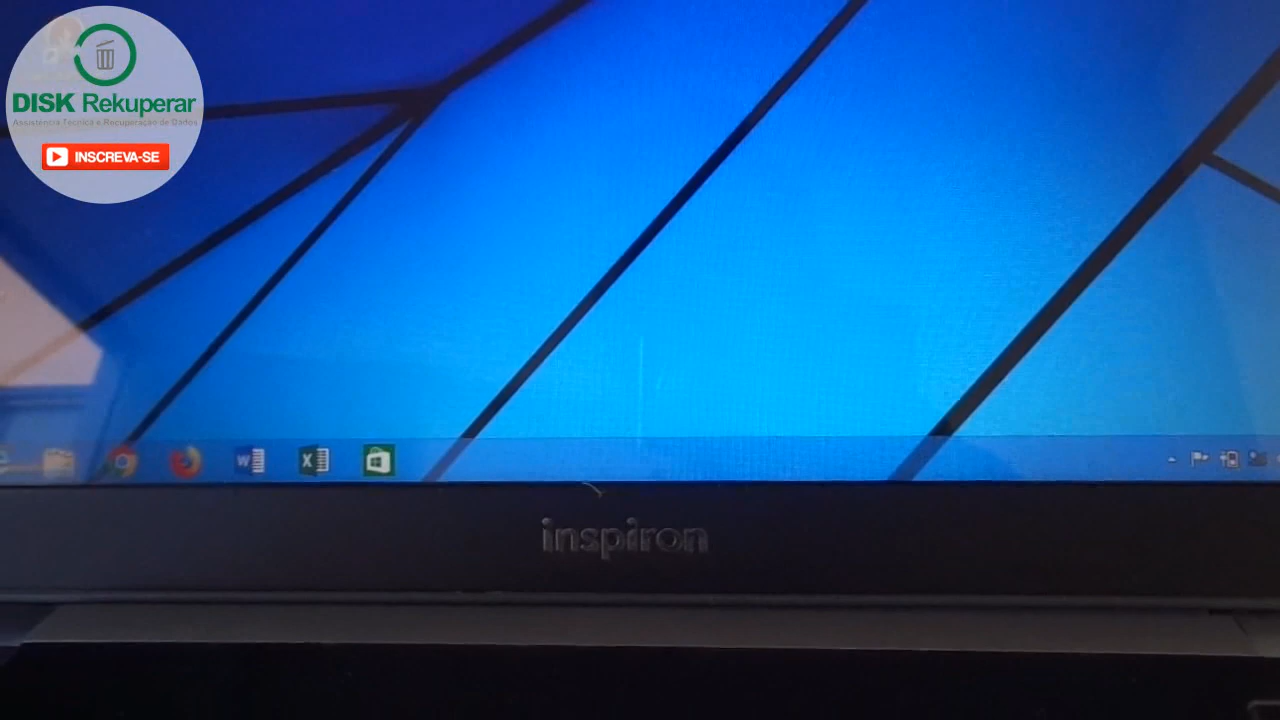 DISK Rekuperar
Assistência Técnica e Recuperação de Dados
INSCREVA-SE
W
X
inspiron